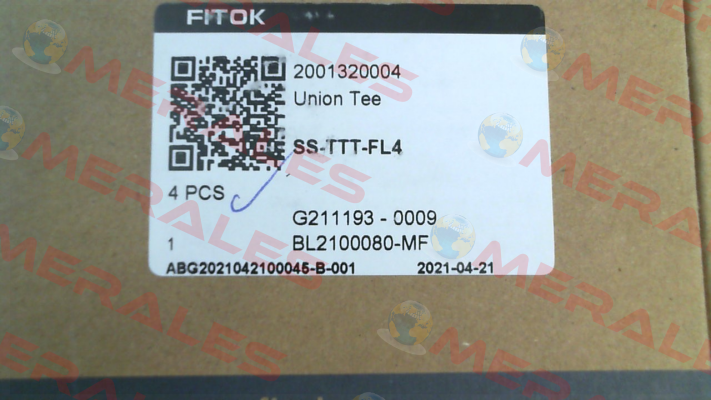 FITOK
2001320004
Union Tee
SS-TTT-FL4
4 PCS
G211193 - 0009
1 BL2100080-MF
ABG2021042100045-B-001 2021-04-21
MERALES
MERALES
MERALES
MERALES
MERALES